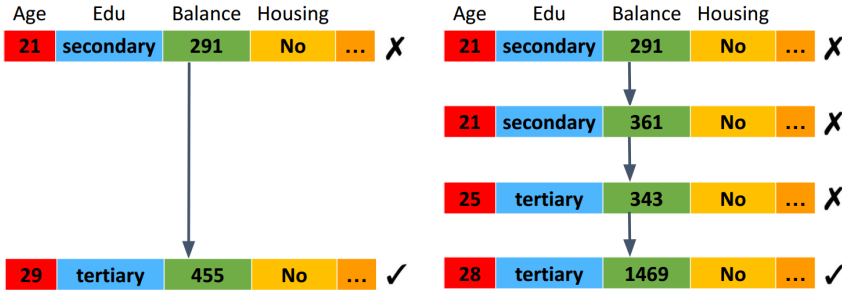 Age Edu Balance Housing
21 secondary 291 No ... ✗
29 tertiary 455 No ... ✓
Age Edu Balance Housing
21 secondary 291 No ... ✗
21 secondary 361 No ... ✗
25 tertiary 343 No ... ✗
28 tertiary 1469 No ... ✓